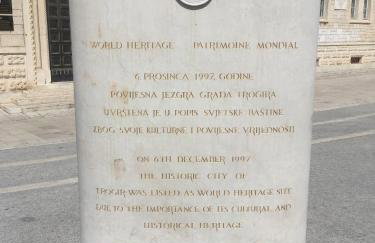 WORLD HERITAGE PATRIMOINE MONDIAL
6. PROSINCA 1997. GODINE
POVIJESNA JEZGRA GRADA TROGIRA
UVRŠTENA JE U POPIS SVJETSKE BAŠTINE
ZBOG SVOJE KULTURNE I POVIJESNE VRIJEDNOSTI
ON 6TH DECEMBER 1997
THE HISTORIC CITY OF
TROGIR WAS LISTED AS WORLD HERITAGE SITE
DUE TO THE IMPORTANCE OF ITS CULTURAL AND
HISTORICAL HERITAGE